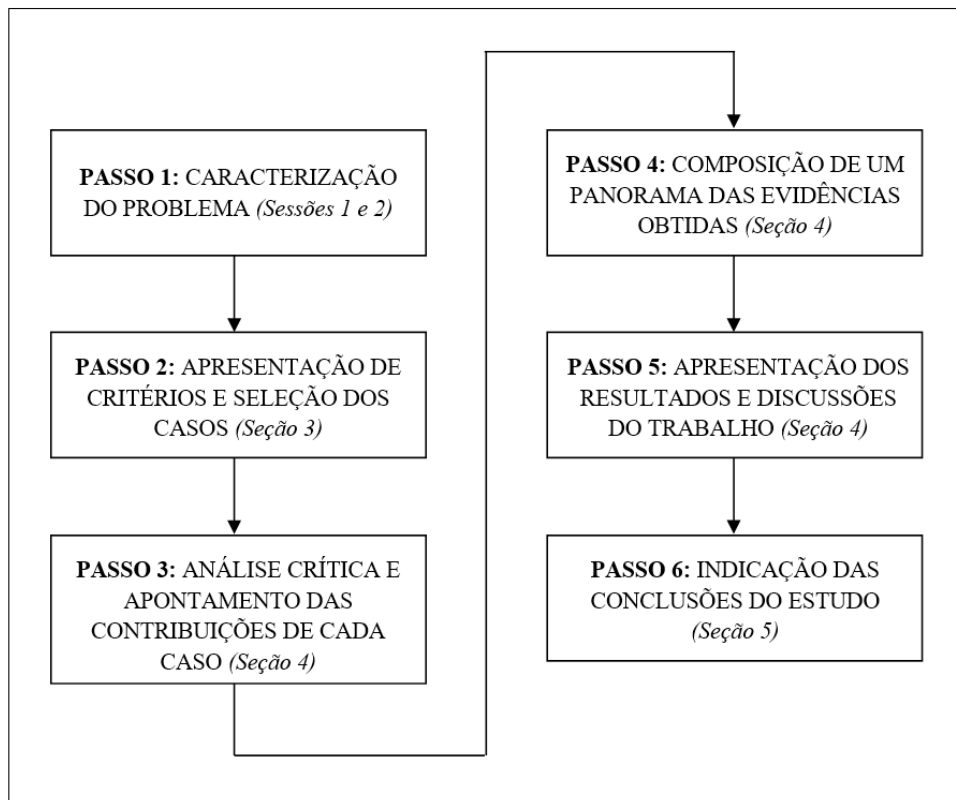 PASSO 1: CARACTERIZAÇÃO
DO PROBLEMA (Sessões 1 e 2)
PASSO 2: APRESENTAÇÃO DE
CRITÉRIOS E SELEÇÃO DOS
CASOS (Seção 3)
PASSO 3: ANÁLISE CRÍTICA E
APONTAMENTO DAS
CONTRIBUIÇÕES DE CADA
CASO (Seção 4)
PASSO 4: COMPOSIÇÃO DE UM
PANORAMA DAS EVIDÊNCIAS
OBTIDAS (Seção 4)
PASSO 5: APRESENTAÇÃO DOS
RESULTADOS E DISCUSSÕES
DO TRABALHO (Seção 4)
PASSO 6: INDICAÇÃO DAS
CONCLUSÕES DO ESTUDO
(Seção 5)